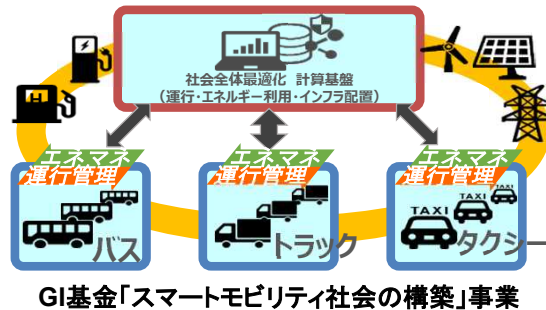 H
社会全体最適化 計算基盤
（運行・エネルギー利用・インフラ配置）
エネマネ
運行管理
バス
エネマネ
運行管理
トラック
エネマネ
運行管理
TAXI
TAXI
TAXI
タクシー
GI基金「スマートモビリティ社会の構築」事業